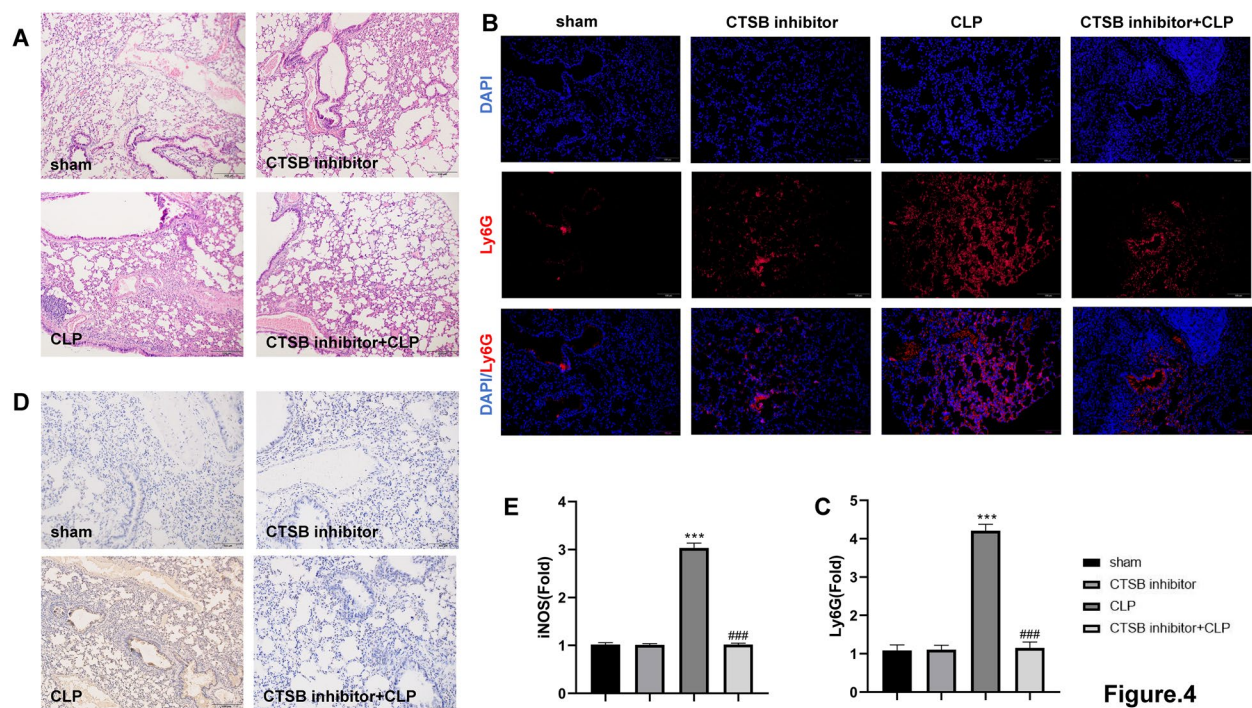 A
sham
CTSB inhibitor
CLP
CTSB inhibitor+CLP
B
sham
CTSB inhibitor
CLP
CTSB inhibitor+CLP
DAPI
Ly6G
DAPI/Ly6G
D
sham
CTSB inhibitor
CLP
CTSB inhibitor+CLP
E
iNOS(Fold)
4
3
2
1
0
***
###
C
Ly6G(Fold)
5
4
3
2
1
0
***
###
sham
CTSB inhibitor
CLP
CTSB inhibitor+CLP
Figure.4